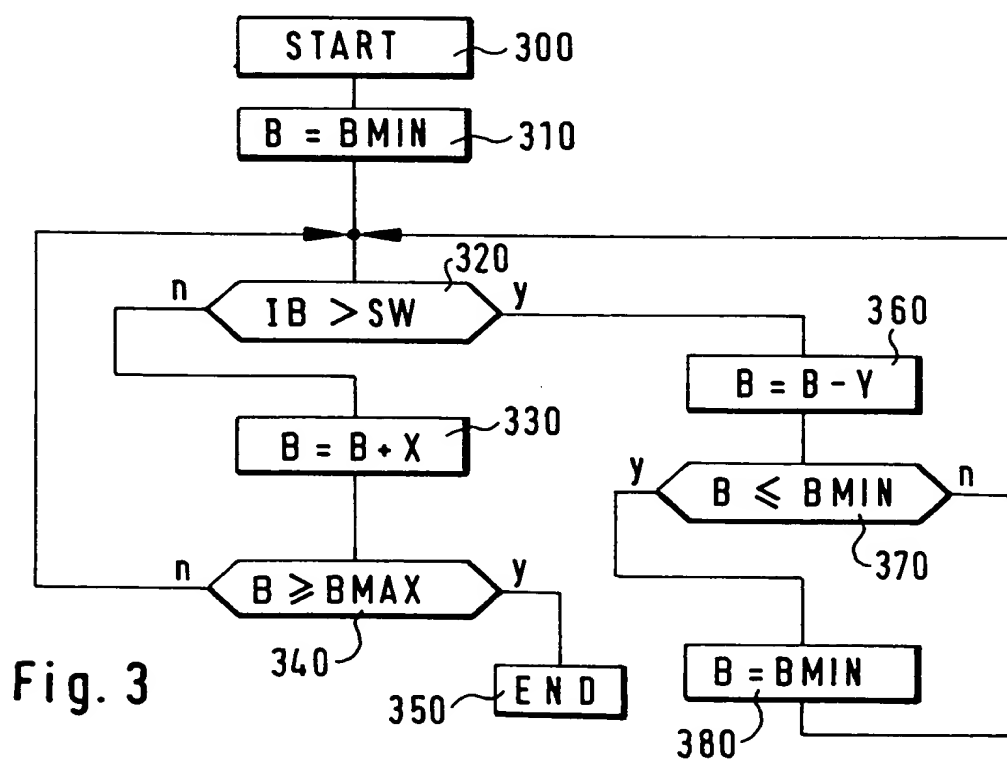 START 300
B = BMIN 310
320
n IB > SW y
360
B = B - Y
B = B + X 330
y B ≤ BMIN n
370
n B ≥ BMAX y
340
Fig. 3
350 END
B = BMIN
380